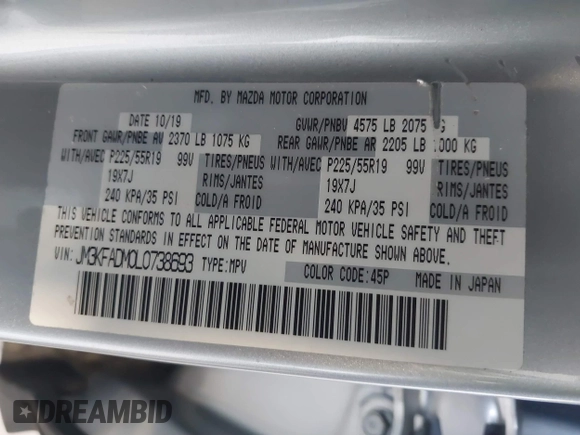 MFD. BY MAZDA MOTOR CORPORATION
DATE 10/19 GVWR/PNBV 4575 LB 2075 KG
FRONT GAWR/PNBE AV 2370 LB 1075 KG REAR GAWR/PNBE AR 2205 LB 1000 KG
WITH/AVEC P225/55R19 99V TIRES/PNEUS WITH/AVEC P225/55R19 99V TIRES/PNEUS
19X7J RIMS/JANTES 19X7J RIMS/JANTES
240 KPA/35 PSI COLD/A FROID 240 KPA/35 PSI COLD/A FROID
THIS VEHICLE CONFORMS TO ALL APPLICABLE FEDERAL MOTOR VEHICLE SAFETY AND THEFT
PREVENTION STANDARDS IN EFFECT ON THE DATE OF MANUFACTURE SHOWN ABOVE.
VIN: JM3KFADM0L0738693 TYPE:MPV COLOR CODE:45P MADE IN JAPAN
DREAMBID